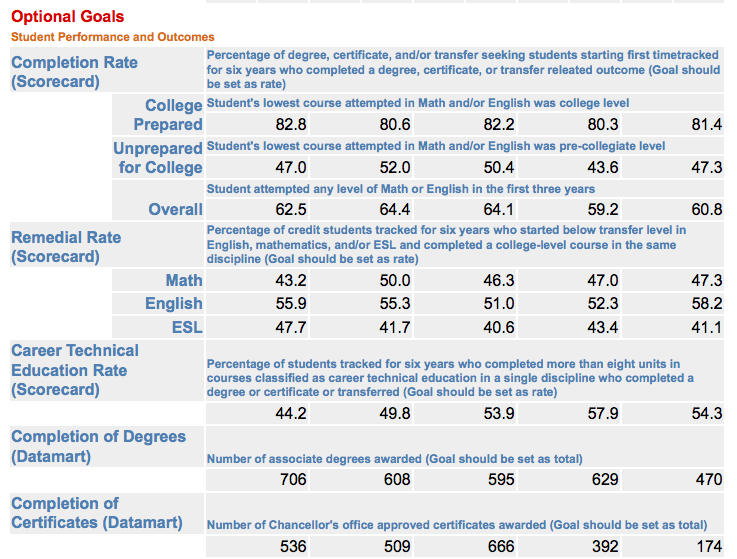 Optional Goals
Student Performance and Outcomes
Completion Rate
(Scorecard)
Percentage of degree, certificate, and/or transfer seeking students starting first timetracked
for six years who completed a degree, certificate, or transfer releated outcome (Goal should
be set as rate)
College
Prepared
Student's lowest course attempted in Math and/or English was college level
82.8 80.6 82.2 80.3 81.4
Unprepared
for College
Student's lowest course attempted in Math and/or English was pre-collegiate level
47.0 52.0 50.4 43.6 47.3
Student attempted any level of Math or English in the first three years
Overall 62.5 64.4 64.1 59.2 60.8
Remedial Rate
(Scorecard)
Percentage of credit students tracked for six years who started below transfer level in
English, mathematics, and/or ESL and completed a college-level course in the same
discipline (Goal should be set as rate)
Math 43.2 50.0 46.3 47.0 47.3
English 55.9 55.3 51.0 52.3 58.2
ESL 47.7 41.7 40.6 43.4 41.1
Career Technical
Education Rate
(Scorecard)
Percentage of students tracked for six years who completed more than eight units in
courses classified as career technical education in a single discipline who completed a
degree or certificate or transferred (Goal should be set as rate)
44.2 49.8 53.9 57.9 54.3
Completion of Degrees
(Datamart)
Number of associate degrees awarded (Goal should be set as total)
706 608 595 629 470
Completion of
Certificates (Datamart)
Number of Chancellor's office approved certificates awarded (Goal should be set as total)
536 509 666 392 174